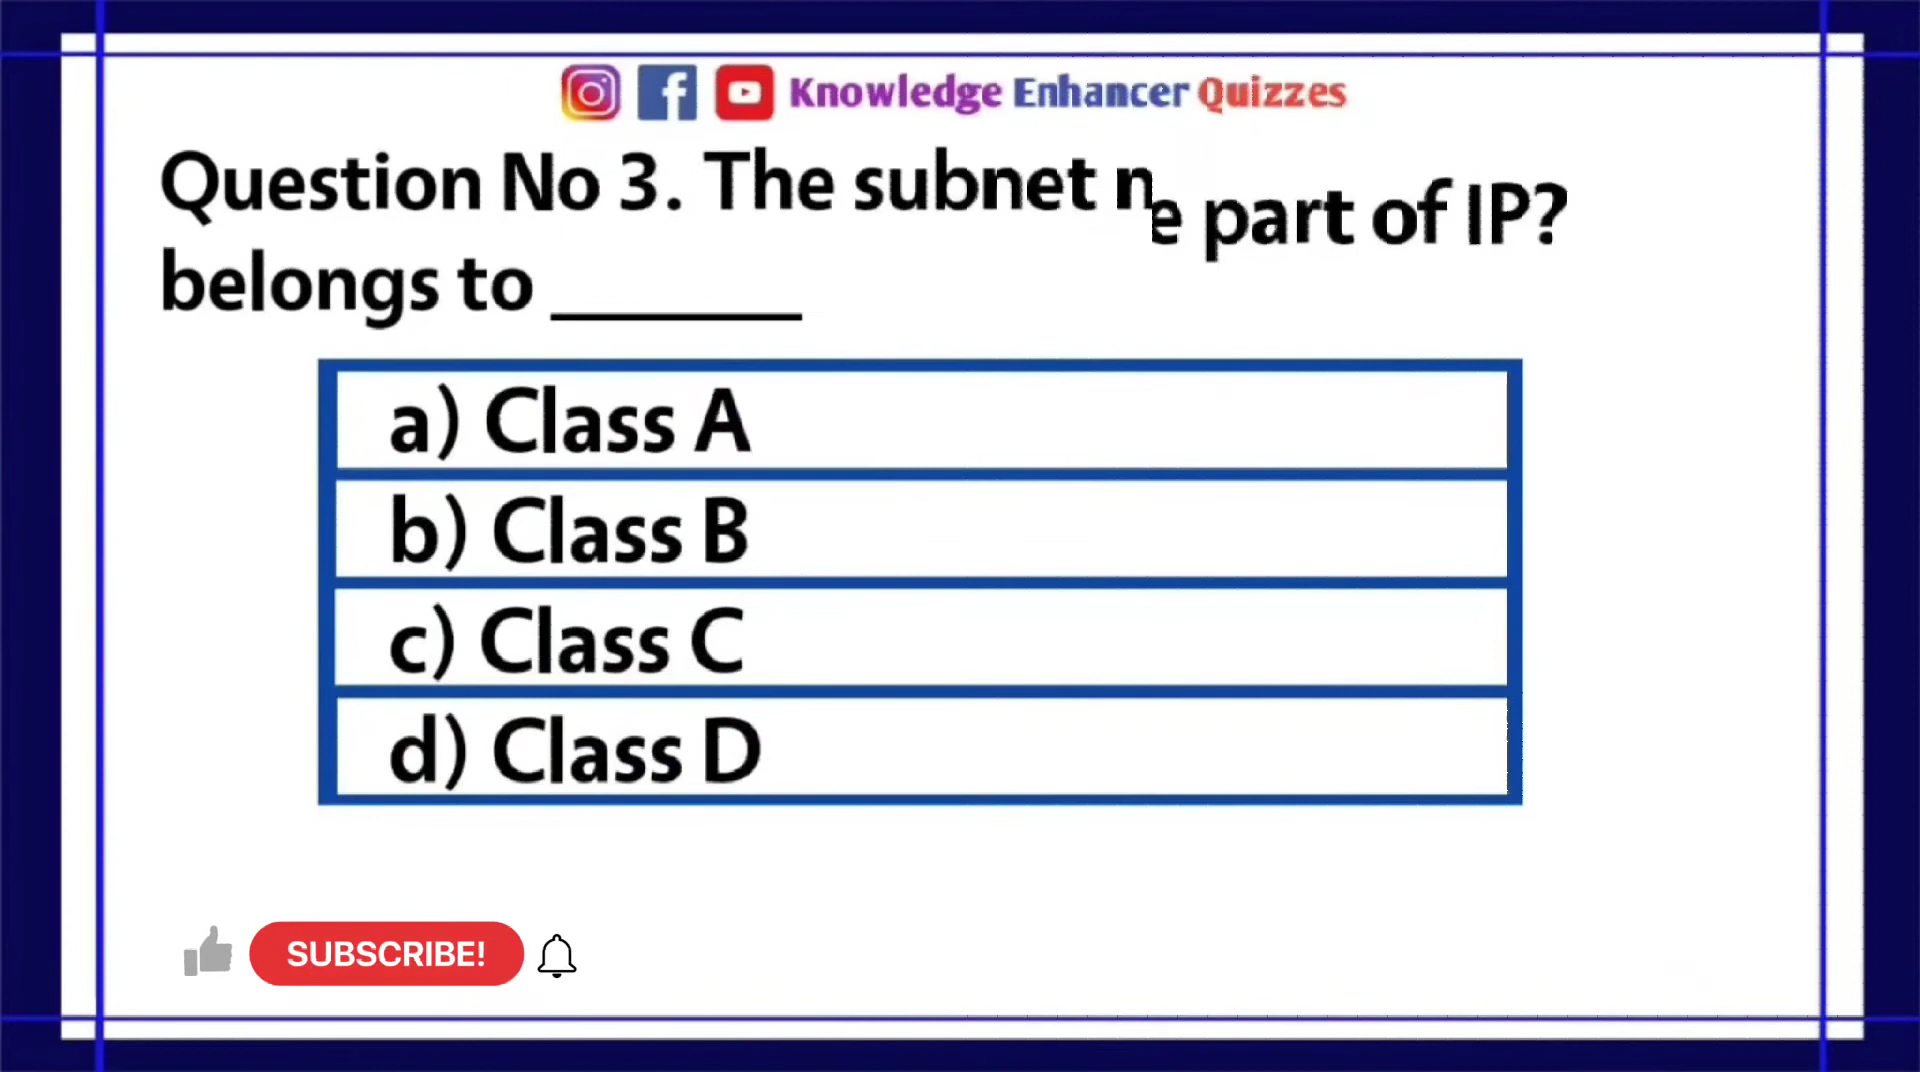 Knowledge Enhancer Quizzes
Question No 3. The subnet
part of IP?
belongs to ________
a) Class A
b) Class B
c) Class C
d) Class D
SUBSCRIBE!